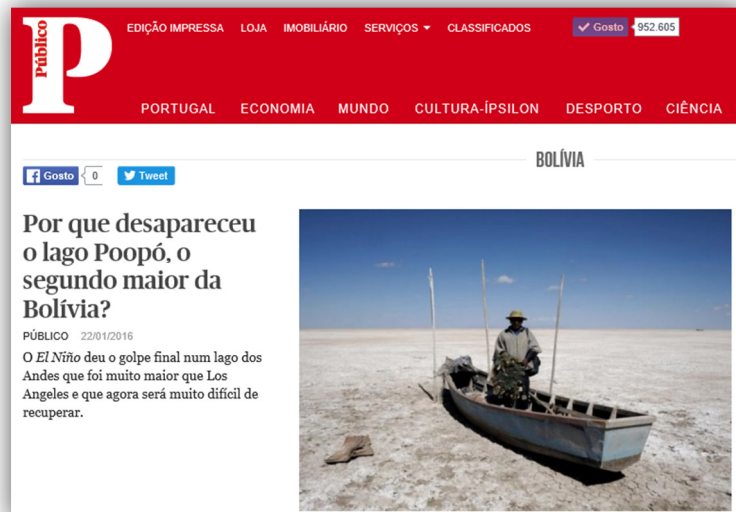 Público
EDIÇÃO IMPRESSA LOJA IMOBILIÁRIO SERVIÇOS CLASSIFICADOS Gosto 952.605
PORTUGAL ECONOMIA MUNDO CULTURA-ÍPSILON DESPORTO CIÊNCIA
BOLÍVIA
Gosto 0 Tweet
Por que desapareceu
o lago Poopó, o
segundo maior da
Bolívia?
PÚBLICO 22/01/2016
O El Niño deu o golpe final num lago dos
Andes que foi muito maior que Los
Angeles e que agora será muito difícil de
recuperar.